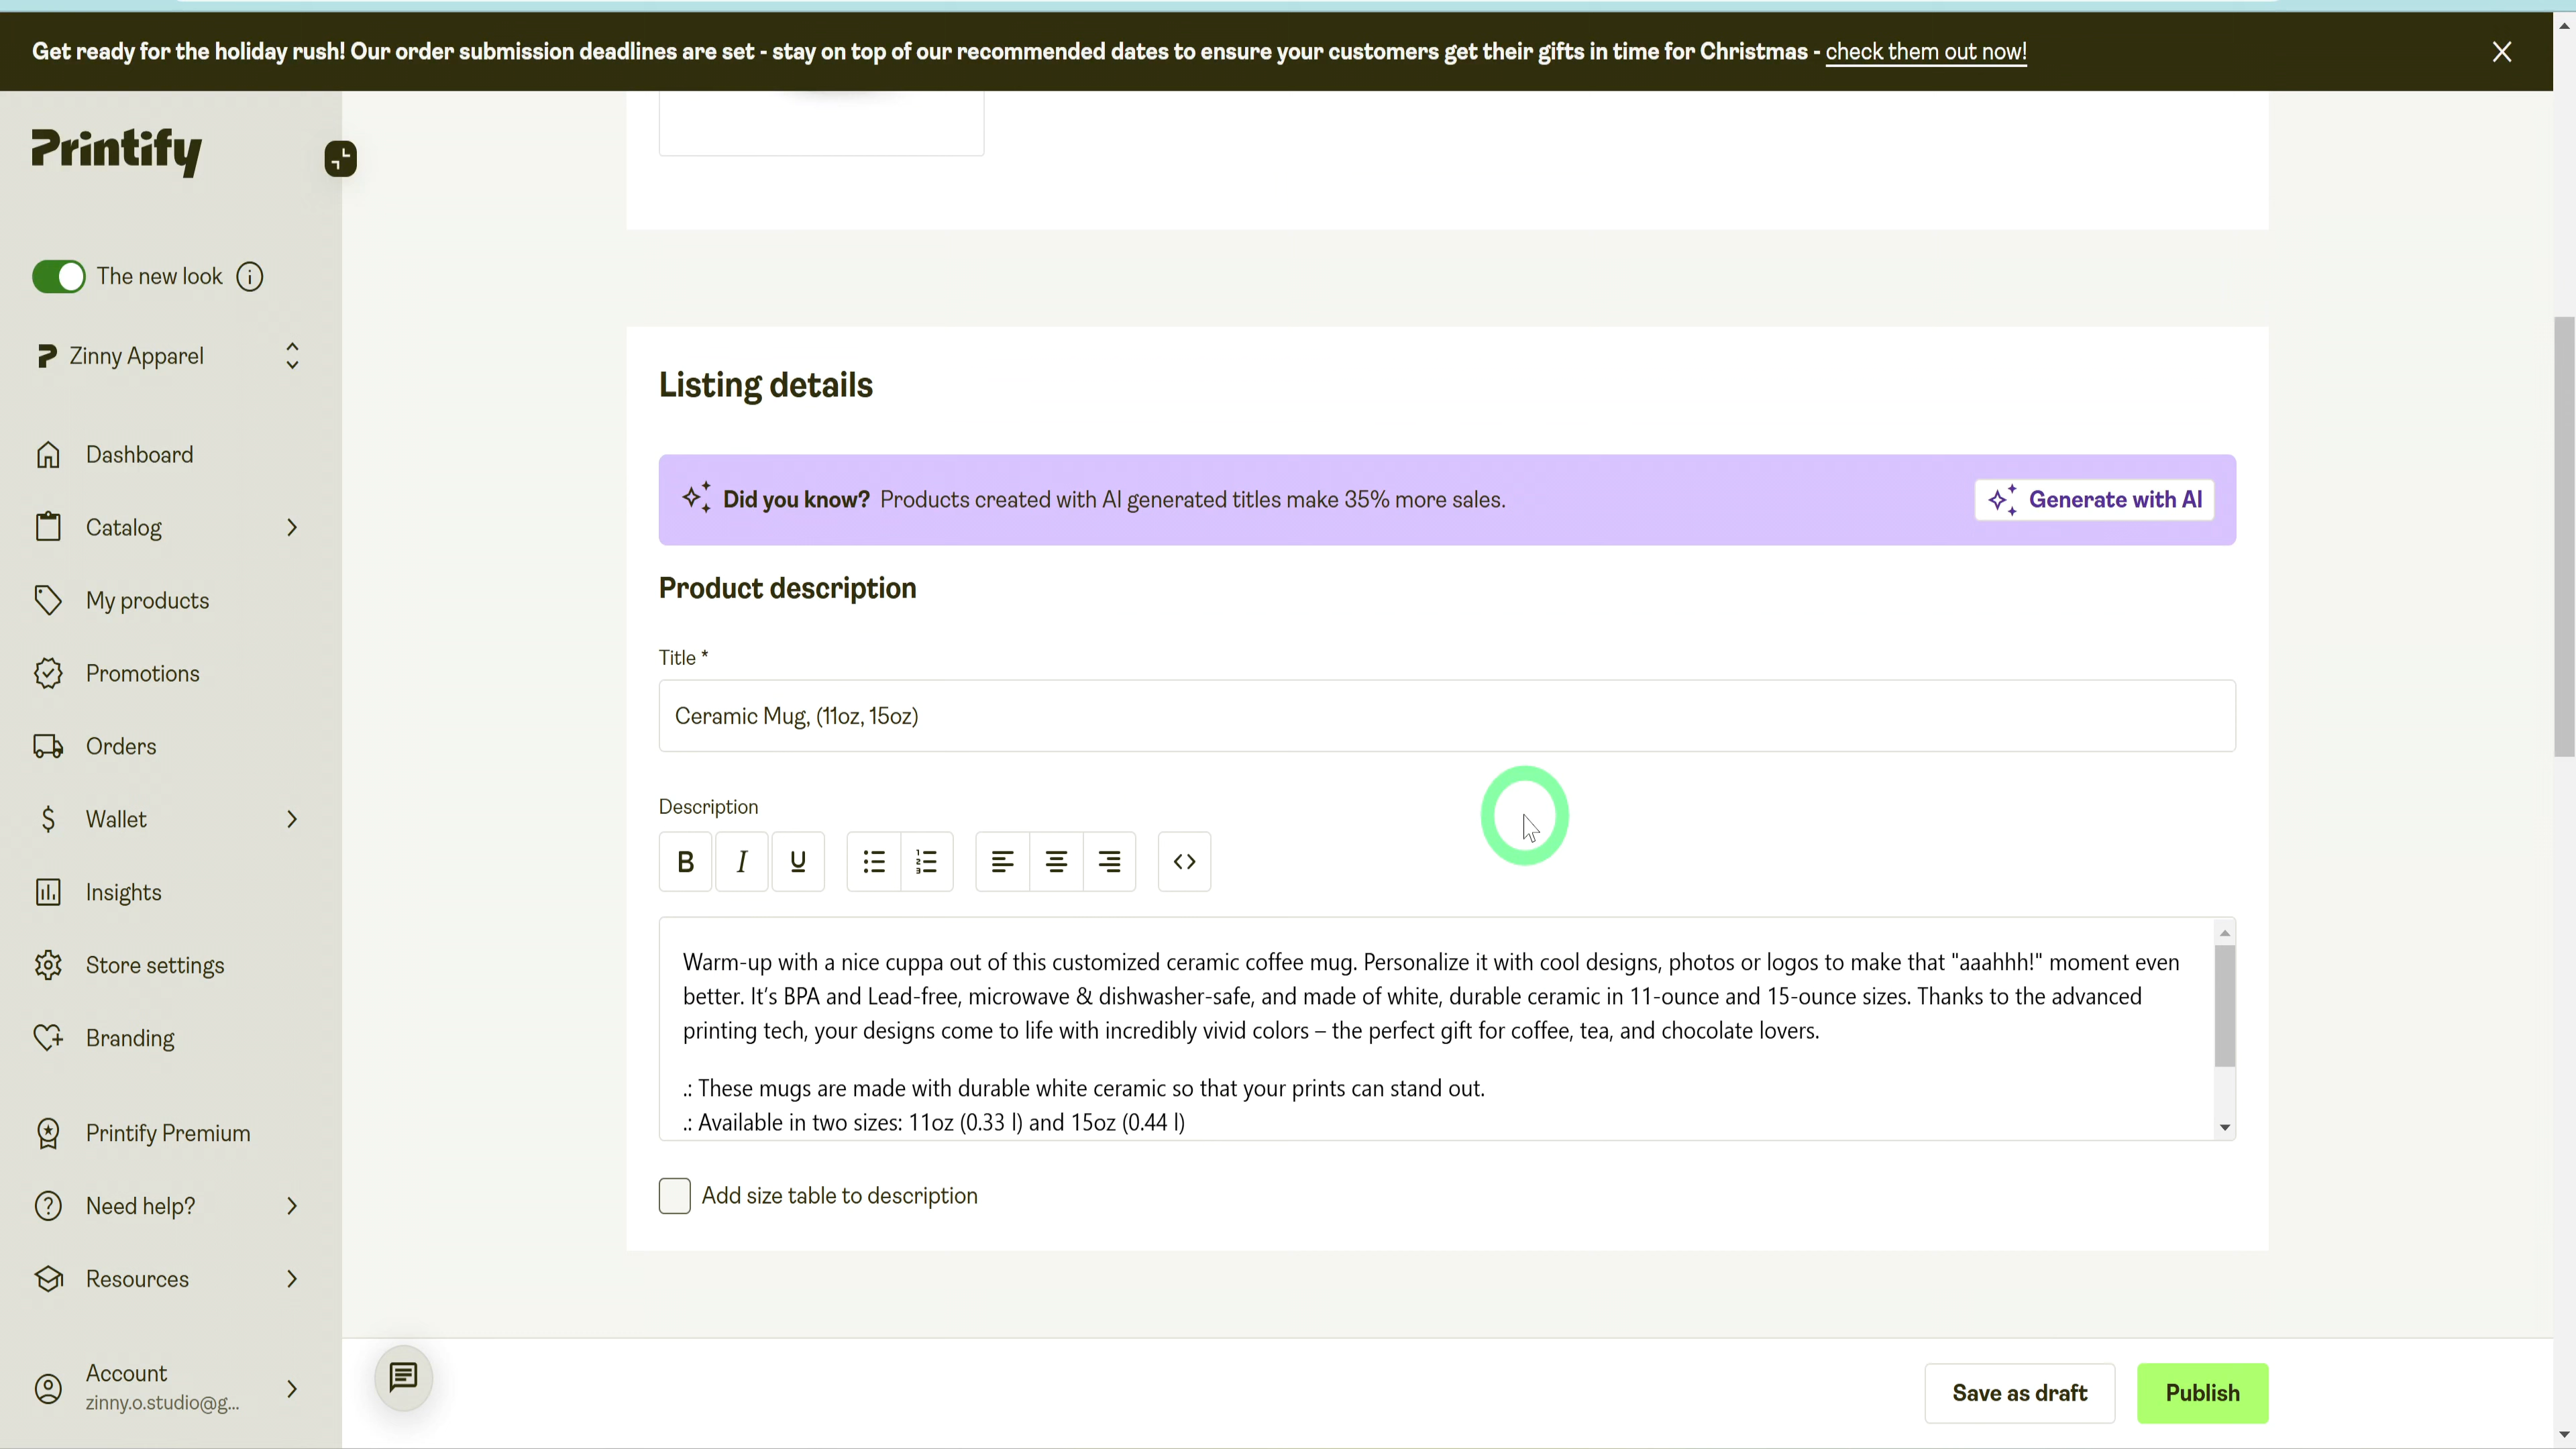 Get ready for the holiday rush! Our order submission deadlines are set - stay on top of our recommended dates to ensure your customers get their gifts in time for Christmas - check them out now!
Printify
The new look
Zinny Apparel
Dashboard
Catalog
My products
Promotions
Orders
Wallet
Insights
Store settings
Branding
Printify Premium
Need help?
Resources
Account
zinny.o.studio@g...
Listing details
Did you know? Products created with AI generated titles make 35% more sales.
Generate with AI
Product description
Title *
Ceramic Mug, (11oz, 15oz)
Description
B I U
Warm-up with a nice cuppa out of this customized ceramic coffee mug. Personalize it with cool designs, photos or logos to make that "aaahhh!" moment even
better. It’s BPA and Lead-free, microwave & dishwasher-safe, and made of white, durable ceramic in 11-ounce and 15-ounce sizes. Thanks to the advanced
printing tech, your designs come to life with incredibly vivid colors – the perfect gift for coffee, tea, and chocolate lovers.
.: These mugs are made with durable white ceramic so that your prints can stand out.
.: Available in two sizes: 11oz (0.33 l) and 15oz (0.44 l)
Add size table to description
Save as draft
Publish